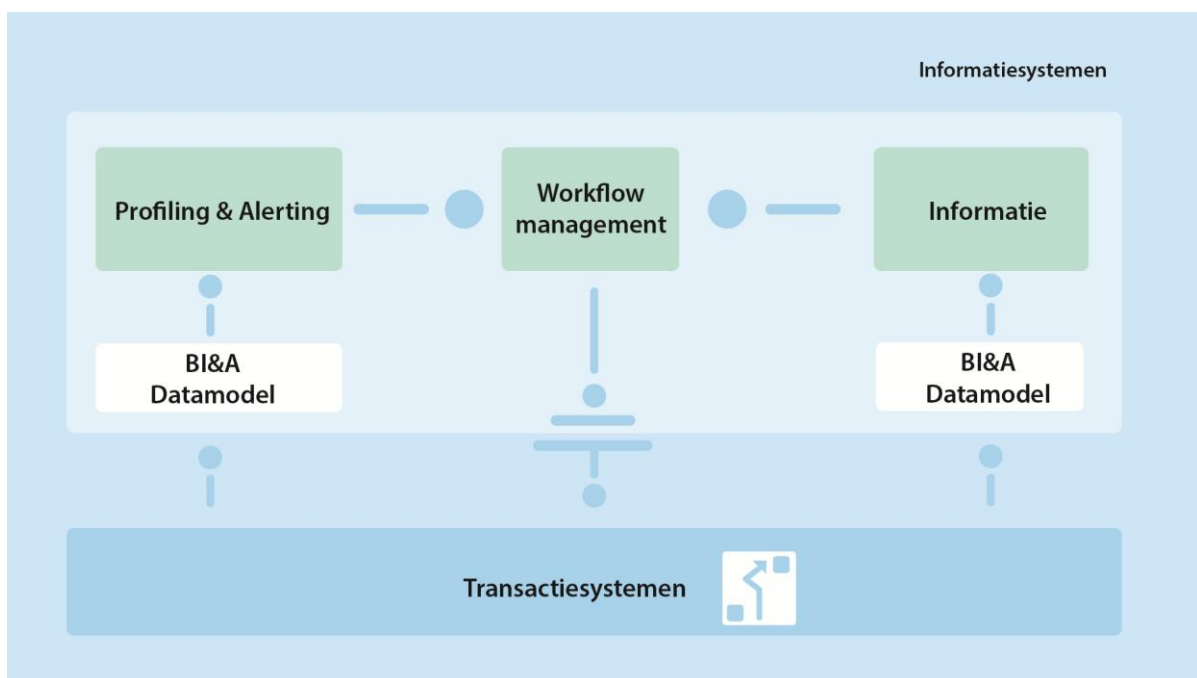 Informatiesystemen
Profiling & Alerting
Workflow
management
Informatie
BI&A
Datamodel
BI&A
Datamodel
Transactiesystemen